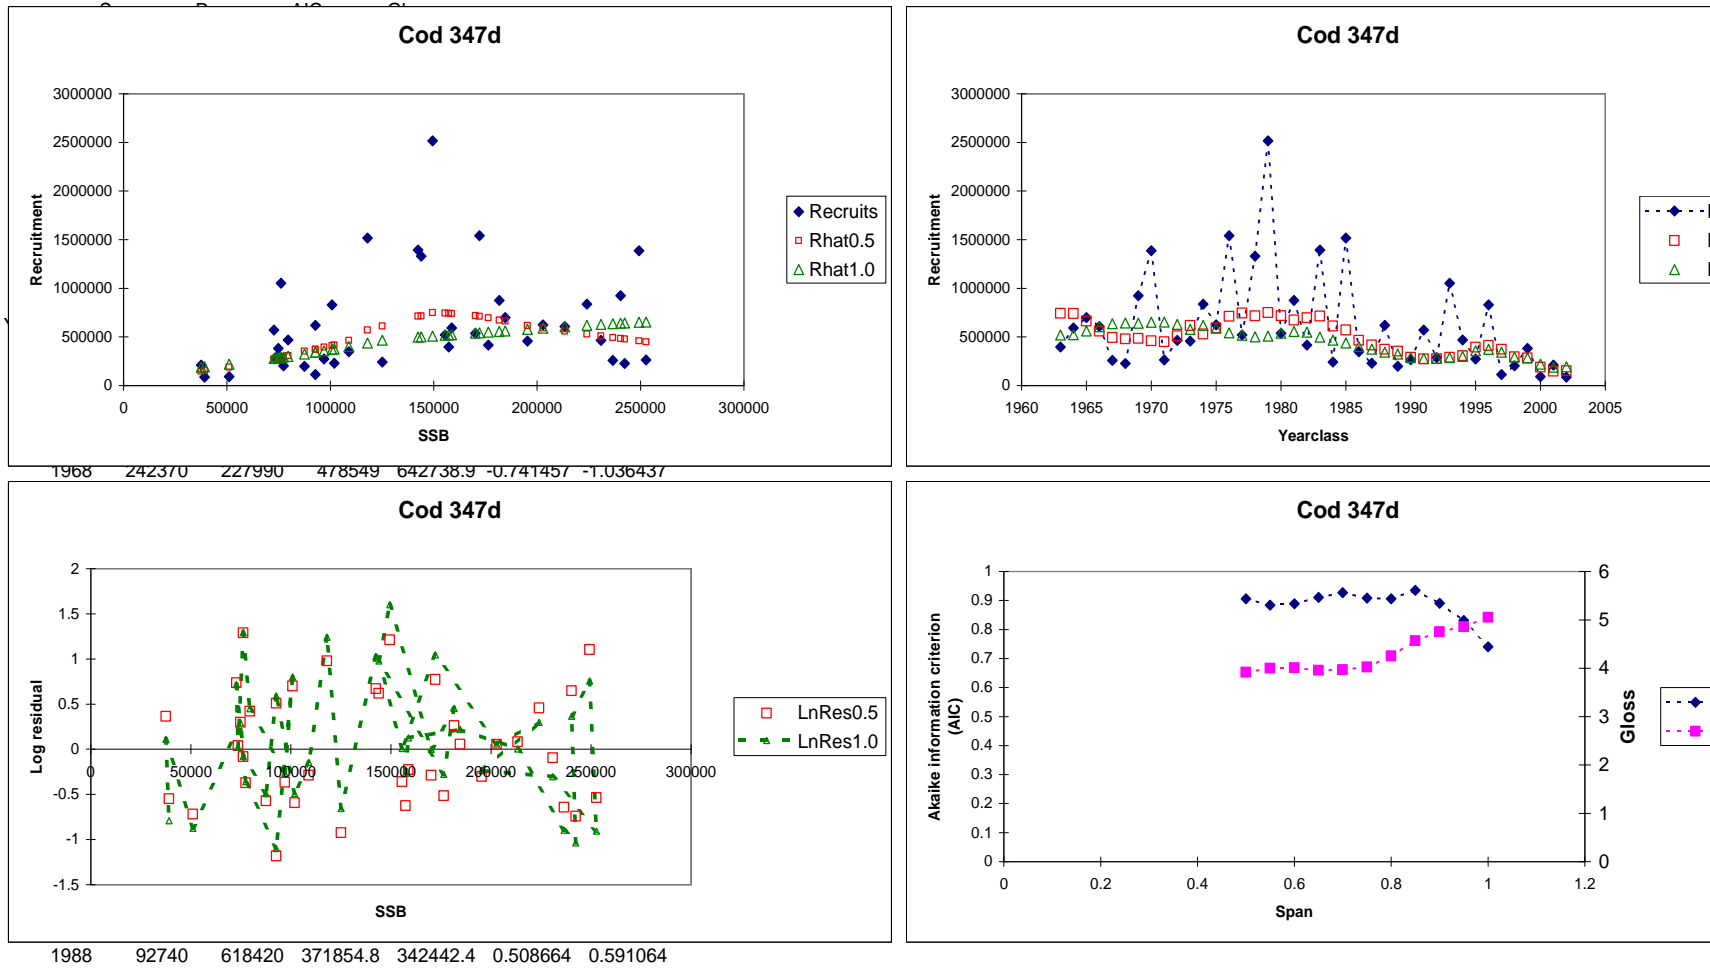 Cod 347d
3000000
2500000
2000000
1500000
1000000
500000
0
0 50000 100000 150000 200000 250000 300000
Recruitment
SSB
Recruits
Rhat0.5
Rhat1.0
Cod 347d
3000000
2500000
2000000
1500000
1000000
500000
0
1960 1965 1970 1975 1980 1985 1990 1995 2000 2005
Recruitment
Yearclass
1968 242370 227990 478549 642738.9 -0.741457 -1.036437
Cod 347d
2
1.5
1
0.5
0
-0.5
-1
-1.5
0 50000 100000 150000 200000 250000 300000
Log residual
SSB
LnRes0.5
LnRes1.0
Cod 347d
1
0.9
0.8
0.7
0.6
0.5
0.4
0.3
0.2
0.1
0
0 0.2 0.4 0.6 0.8 1 1.2
6
5
4
3
2
1
0
Akaike information criterion
(AIC)
Gloss
Span
1988 92740 618420 371854.8 342442.4 0.508664 0.591064